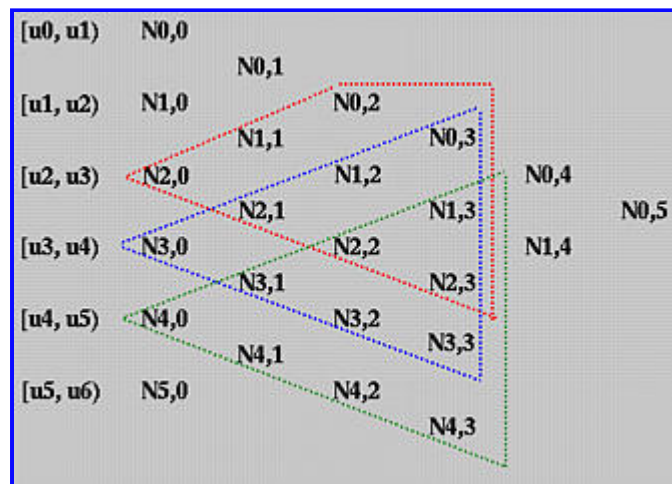 [u0, u1) N0,0
N0,1
[u1, u2) N1,0 N0,2
N1,1 N0,3
[u2, u3) N2,0 N1,2 N0,4
N2,1 N1,3 N0,5
[u3, u4) N3,0 N2,2 N1,4
N3,1 N2,3
[u4, u5) N4,0 N3,2
N4,1 N3,3
[u5, u6) N5,0 N4,2
N4,3